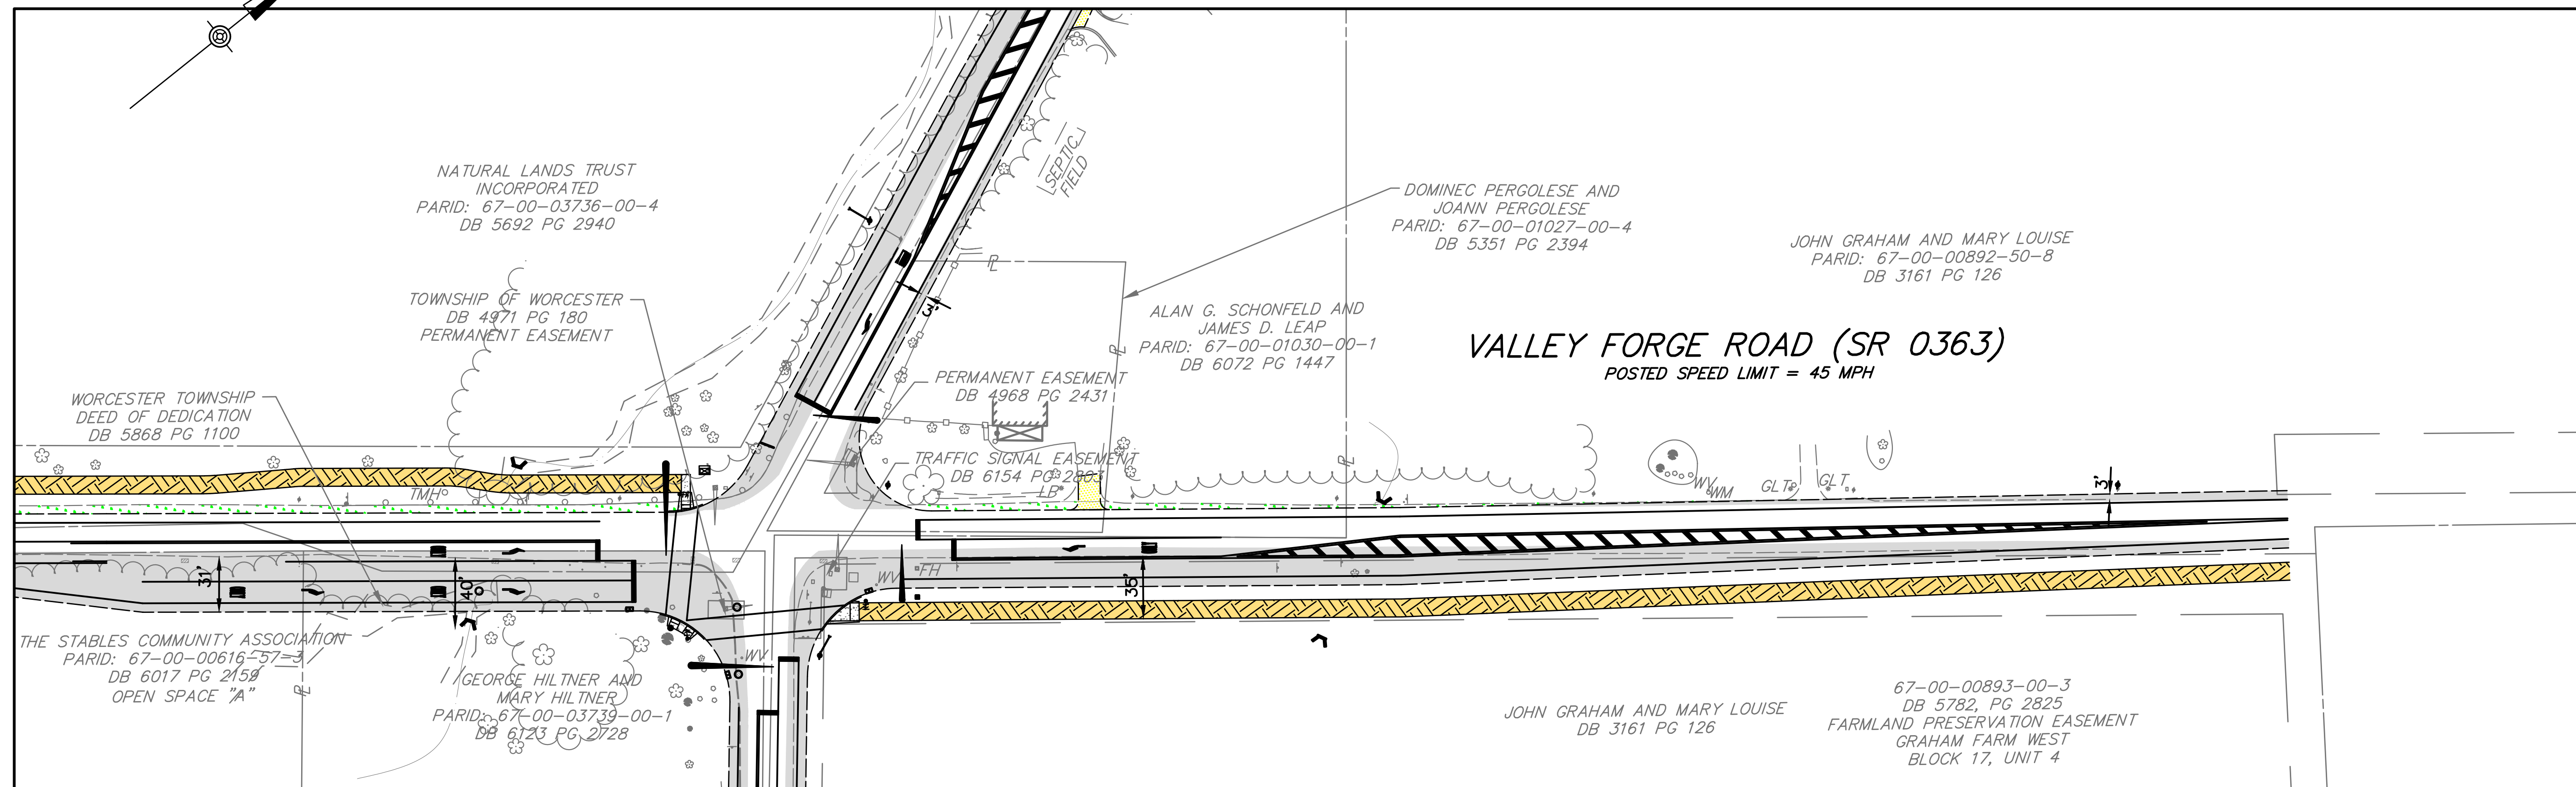 NATURAL LANDS TRUST
INCORPORATED
PARID: 67-00-03736-00-4
DB 5692 PG 2940
SEPTIC
FIELD
DOMINEC PERGOLESE AND
JOANN PERGOLESE
PARID: 67-00-01027-00-4
DB 5351 PG 2394
JOHN GRAHAM AND MARY LOUISE
PARID: 67-00-00892-50-8
DB 3161 PG 126
TOWNSHIP OF WORCESTER
DB 4971 PG 180
PERMANENT EASEMENT
3'
ALAN G. SCHONFELD AND
JAMES D. LEAP
PARID: 67-00-01030-00-1
DB 6072 PG 1447
VALLEY FORGE ROAD (SR 0363)
POSTED SPEED LIMIT = 45 MPH
WORCESTER TOWNSHIP
DEED OF DEDICATION
DB 5868 PG 1100
PERMANENT EASEMENT
DB 4968 PG 2431
TRAFFIC SIGNAL EASEMENT
DB 6154 PG 2803
LP
TMH
WV
WM
GLT
GLT
3'
31'
40'
WV
FH
35'
THE STABLES COMMUNITY ASSOCIATION
PARID: 67-00-00616-57-3
DB 6017 PG 2159
OPEN SPACE "A"
WV
GEORGE HILTNER AND
MARY HILTNER
PARID: 67-00-03739-00-1
DB 6123 PG 2728
JOHN GRAHAM AND MARY LOUISE
DB 3161 PG 126
67-00-00893-00-3
DB 5782, PG 2825
FARMLAND PRESERVATION EASEMENT
GRAHAM FARM WEST
BLOCK 17, UNIT 4